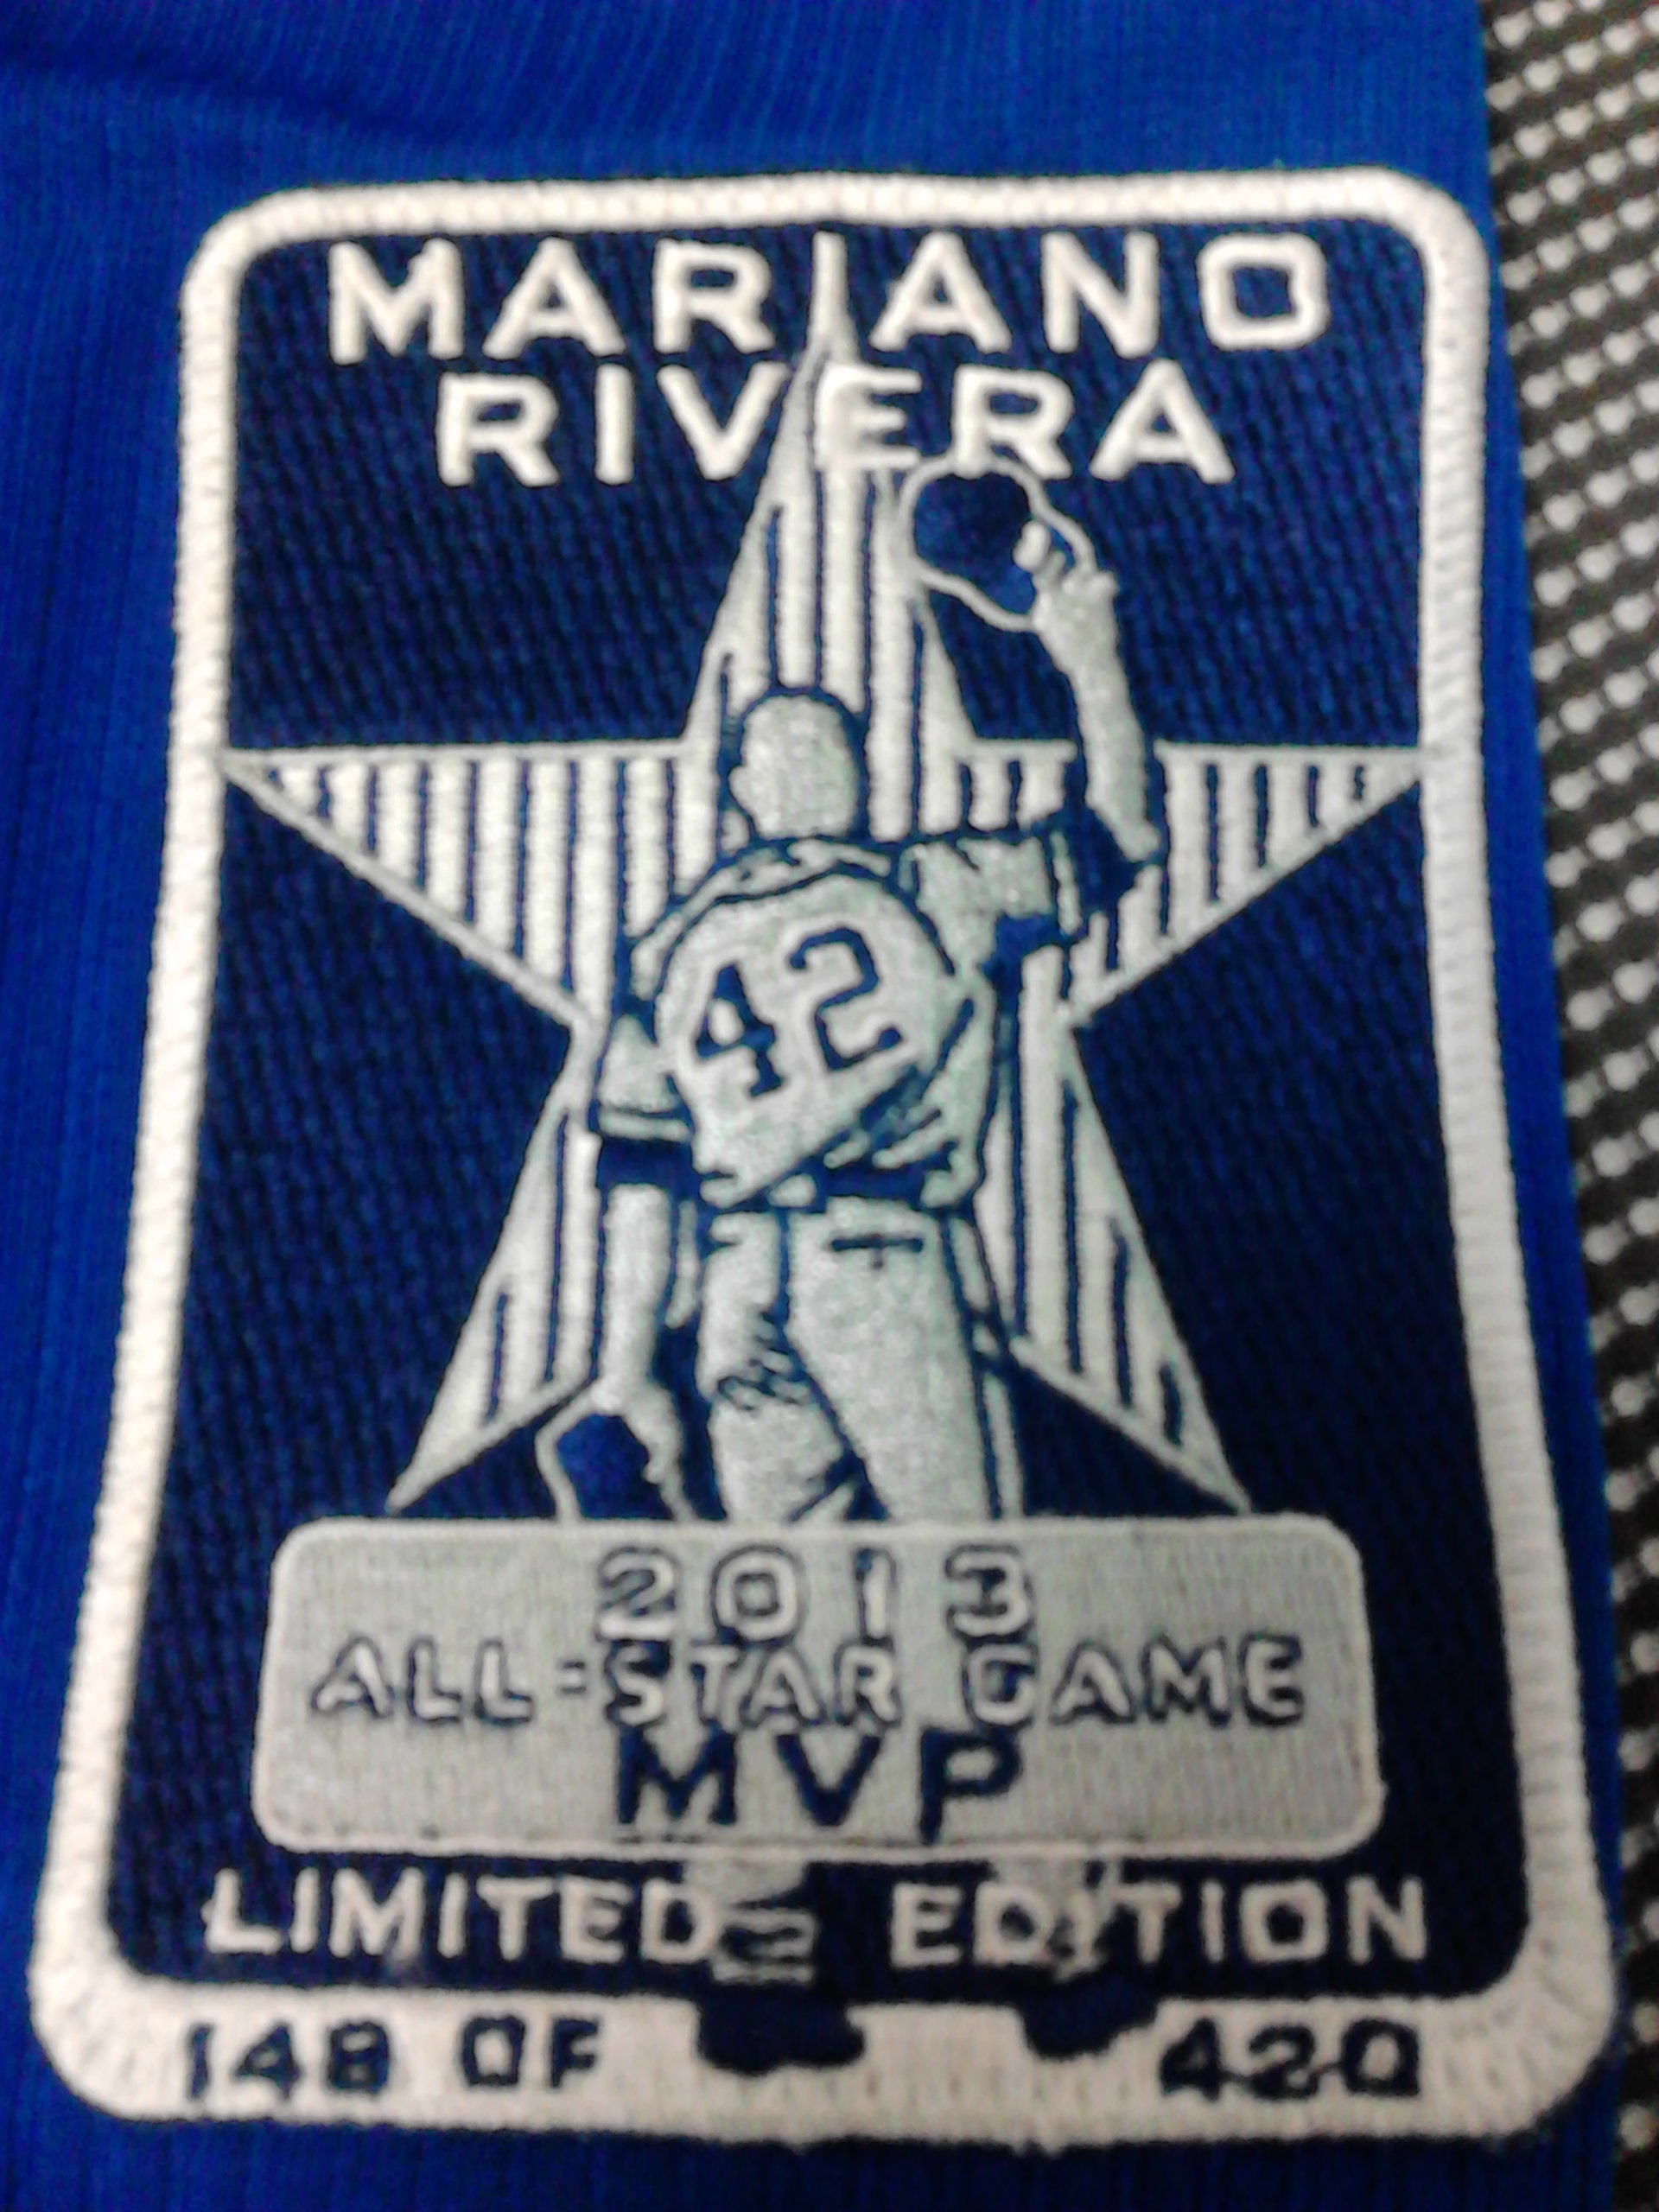 MARIANO
RIVERA
42
2013
ALL-STAR GAME
MVP
LIMITED EDITION
148 OF 420